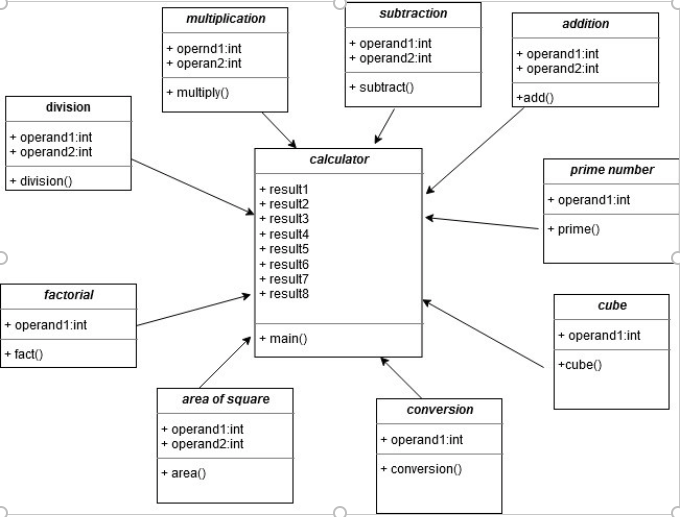 multiplication
+ opernd1:int
+ operan2:int
+ multiply()
subtraction
+ operand1:int
+ operand2:int
+ subtract()
addition
+ operand1:int
+ operand2:int
+add()
division
+ operand1:int
+ operand2:int
+ division()
calculator
+ result1
+ result2
+ result3
+ result4
+ result5
+ result6
+ result7
+ result8
+ main()
prime number
+ operand1:int
+ prime()
factorial
+ operand1:int
+ fact()
cube
+ operand1:int
+cube()
area of square
+ operand1:int
+ operand2:int
+ area()
conversion
+ operand1:int
+ conversion()